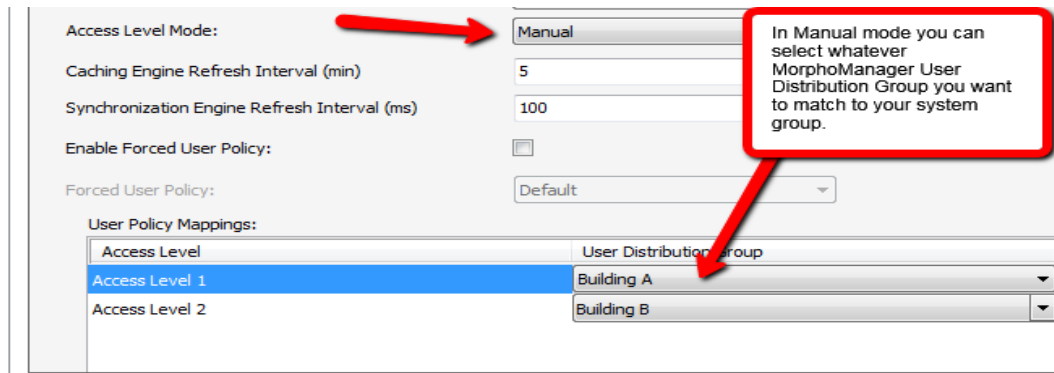 Access Level Mode:
Manual
Caching Engine Refresh Interval (min)
5
Synchronization Engine Refresh Interval (ms)
100
Enable Forced User Policy:
Forced User Policy:
Default
In Manual mode you can
select whatever
MorphoManager User
Distribution Group you want
to match to your system
group.
User Policy Mappings:
Access Level
User Distribution Group
Access Level 1
Building A
Access Level 2
Building B